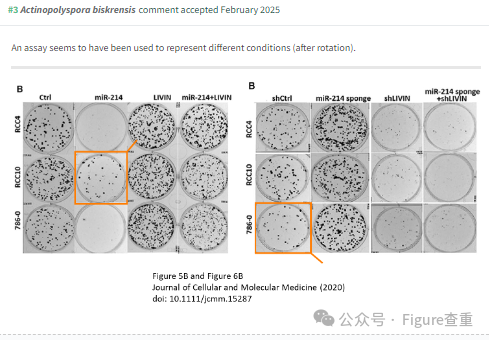 #3 Actinopolyspora biskrensis comment accepted February 2025
An assay seems to have been used to represent different conditions (after rotation).
B
Ctrl miR-214 LIVIN miR-214+LIVIN
RCC4
RCC10
786-0
B
shCtrl miR-214 sponge shLIVIN miR-214 sponge
+shLIVIN
RCC4
RCC10
786-0
Figure 5B and Figure 6B
Journal of Cellular and Molecular Medicine (2020)
doi: 10.1111/jcmm.15287
公众号 · Figure查重